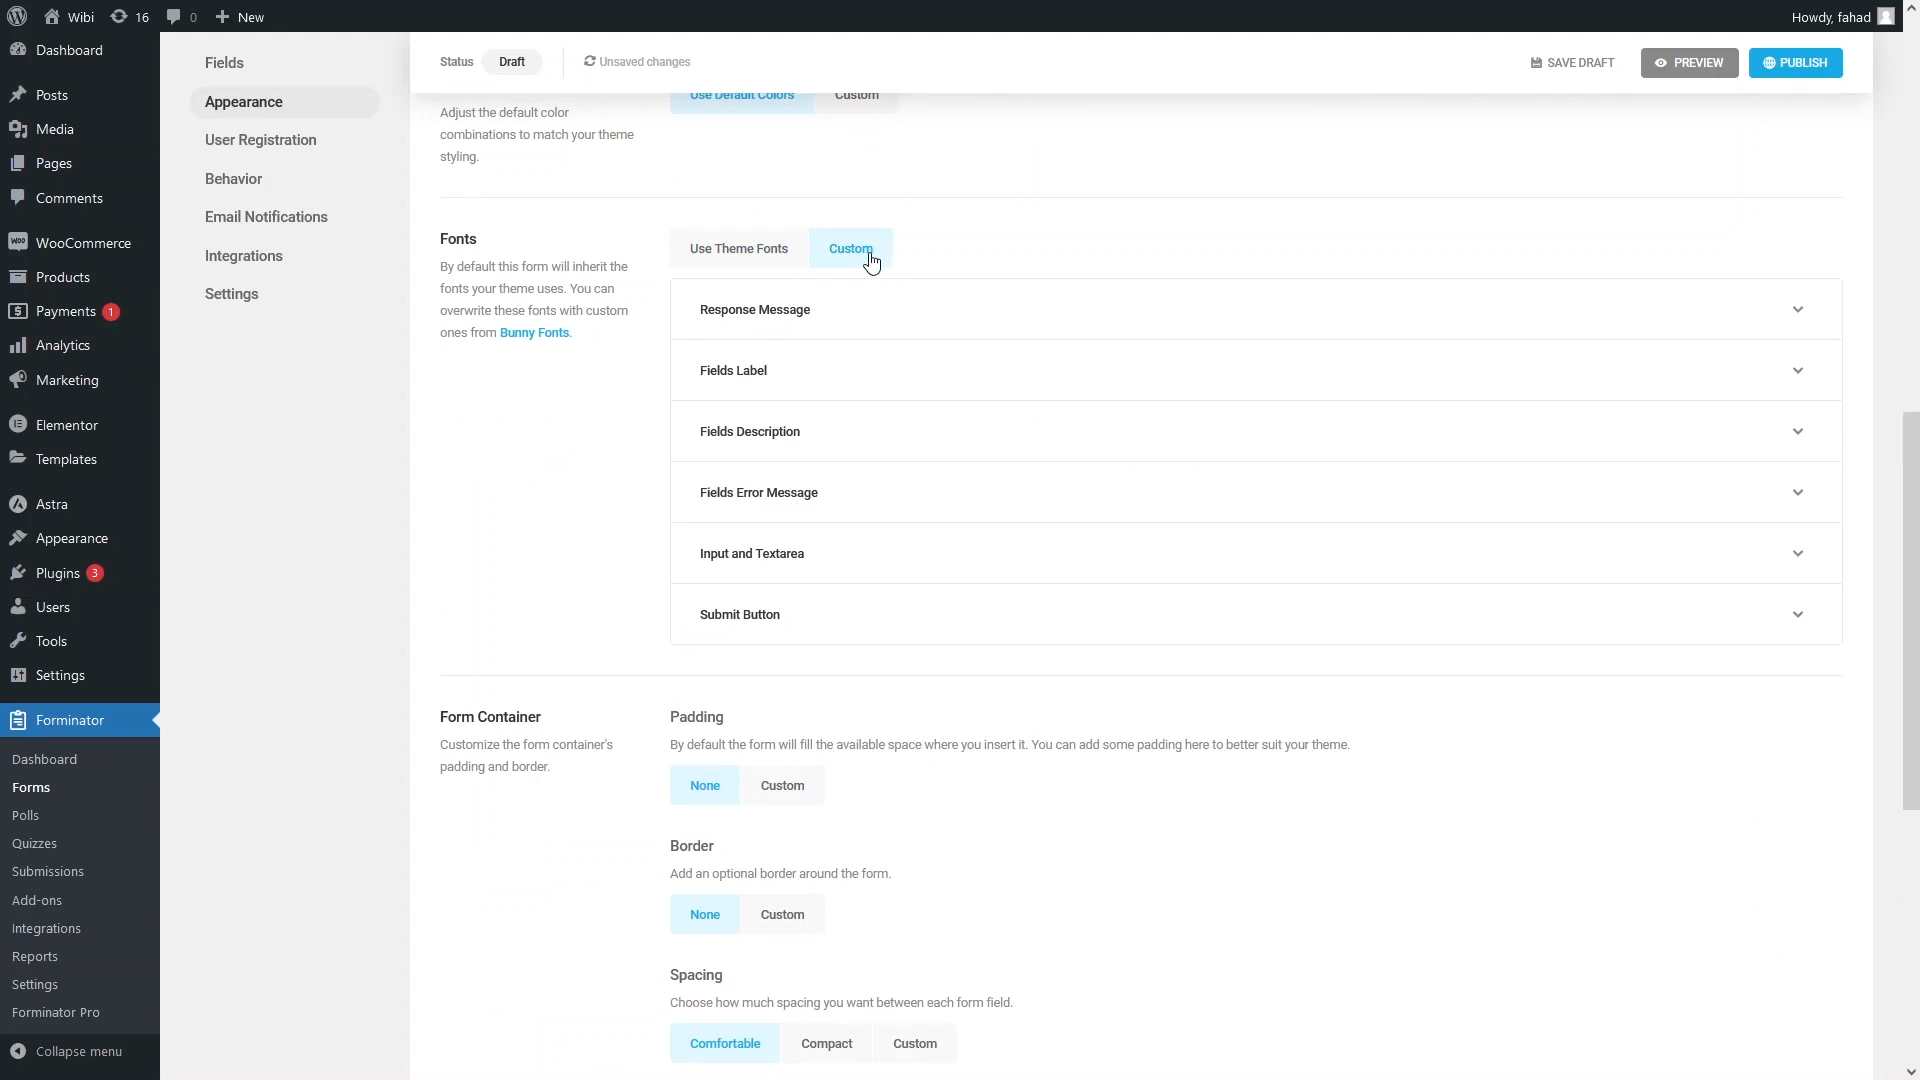 Wibi
16
0
New
Howdy, fahad
Dashboard
Posts
Media
Pages
Comments
WooCommerce
Products
Payments 1
Analytics
Marketing
Elementor
Templates
Astra
Appearance
Plugins 3
Users
Tools
Settings
Forminator
Dashboard
Forms
Polls
Quizzes
Submissions
Add-ons
Integrations
Reports
Settings
Forminator Pro
Collapse menu
Fields
Appearance
User Registration
Behavior
Email Notifications
Integrations
Settings
Status Draft Unsaved changes
SAVE DRAFT PREVIEW PUBLISH
Use Default Colors Custom
Adjust the default color
combinations to match your theme
styling.
Fonts
By default this form will inherit the
fonts your theme uses. You can
overwrite these fonts with custom
ones from Bunny Fonts.
Use Theme Fonts Custom
Response Message
Fields Label
Fields Description
Fields Error Message
Input and Textarea
Submit Button
Form Container
Customize the form container's
padding and border.
Padding
By default the form will fill the available space where you insert it. You can add some padding here to better suit your theme.
None Custom
Border
Add an optional border around the form.
None Custom
Spacing
Choose how much spacing you want between each form field.
Comfortable Compact Custom